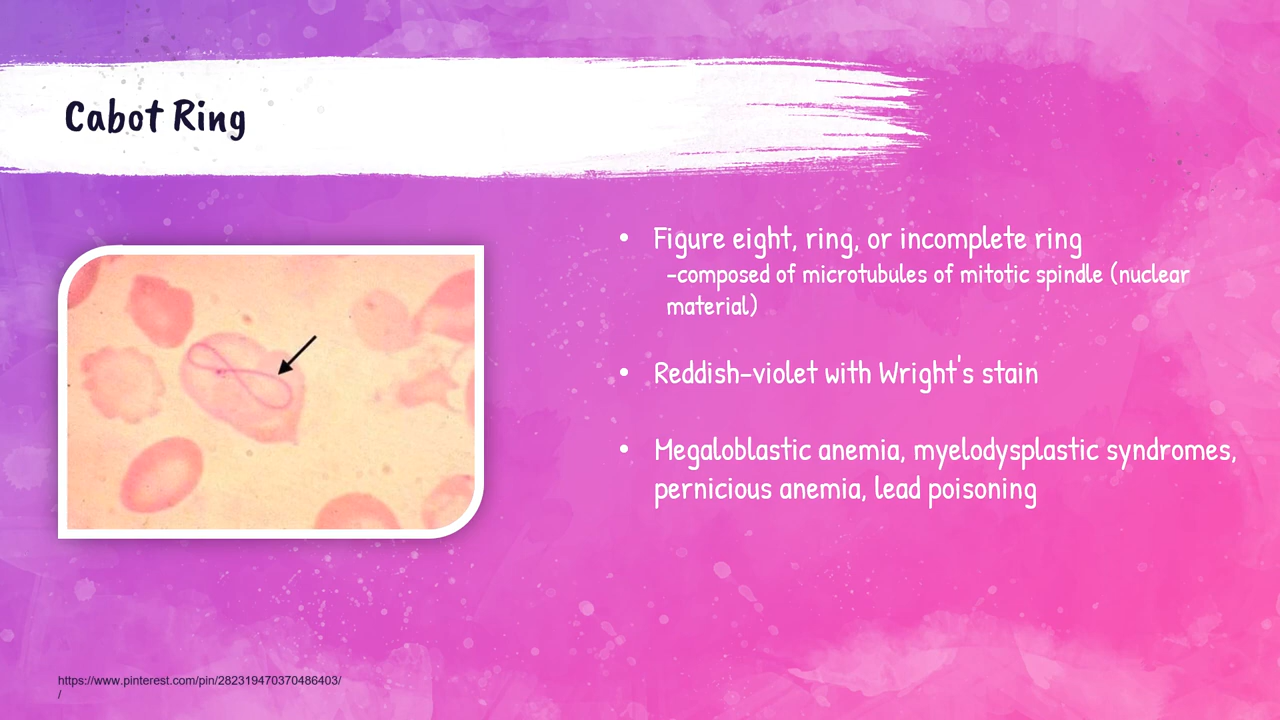 Cabot Ring
• Figure eight, ring, or incomplete ring
-composed of microtubules of mitotic spindle (nuclear
material)
• Reddish-violet with Wright's stain
• Megaloblastic anemia, myelodysplastic syndromes,
pernicious anemia, lead poisoning
https://www.pinterest.com/pin/282319470370486403/
/